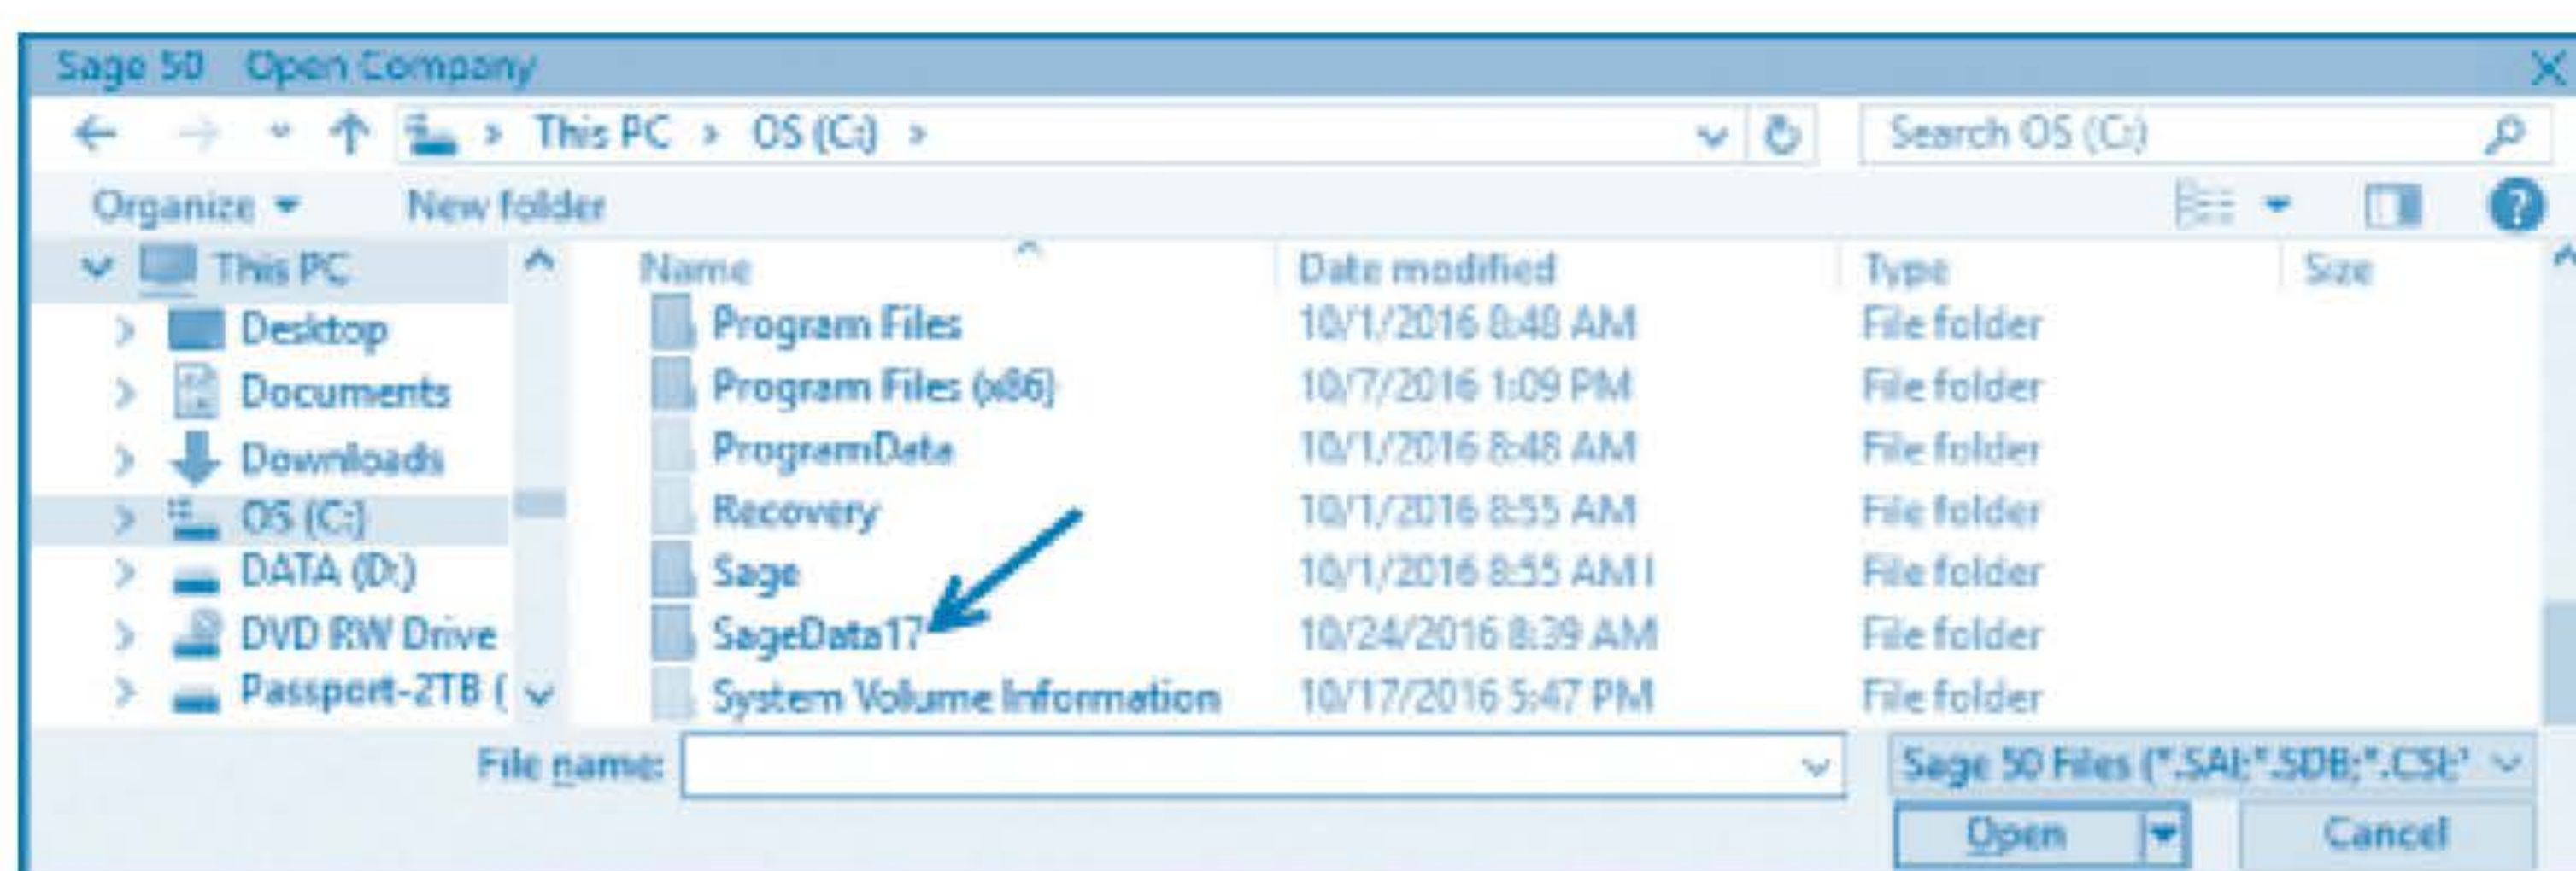 Sage 50 Open Company
This PC > OS (C:) >
Search OS (C:)
Organize New folder
This PC
Desktop
Documents
Downloads
OS (C:)
DATA (D:)
DVD RW Drive
Passport-2TB (
Name Date modified Type Size
Program Files 10/1/2016 8:48 AM File folder
Program Files (x86) 10/7/2016 1:09 PM File folder
ProgramData 10/1/2016 8:48 AM File folder
Recovery 10/1/2016 8:55 AM File folder
Sage 10/1/2016 8:55 AM File folder
SageData17 10/24/2016 8:39 AM File folder
System Volume Information 10/17/2016 5:47 PM File folder
File name:
Sage 50 Files (*.SAI;*.SDB;*.CSI;*
Open Cancel